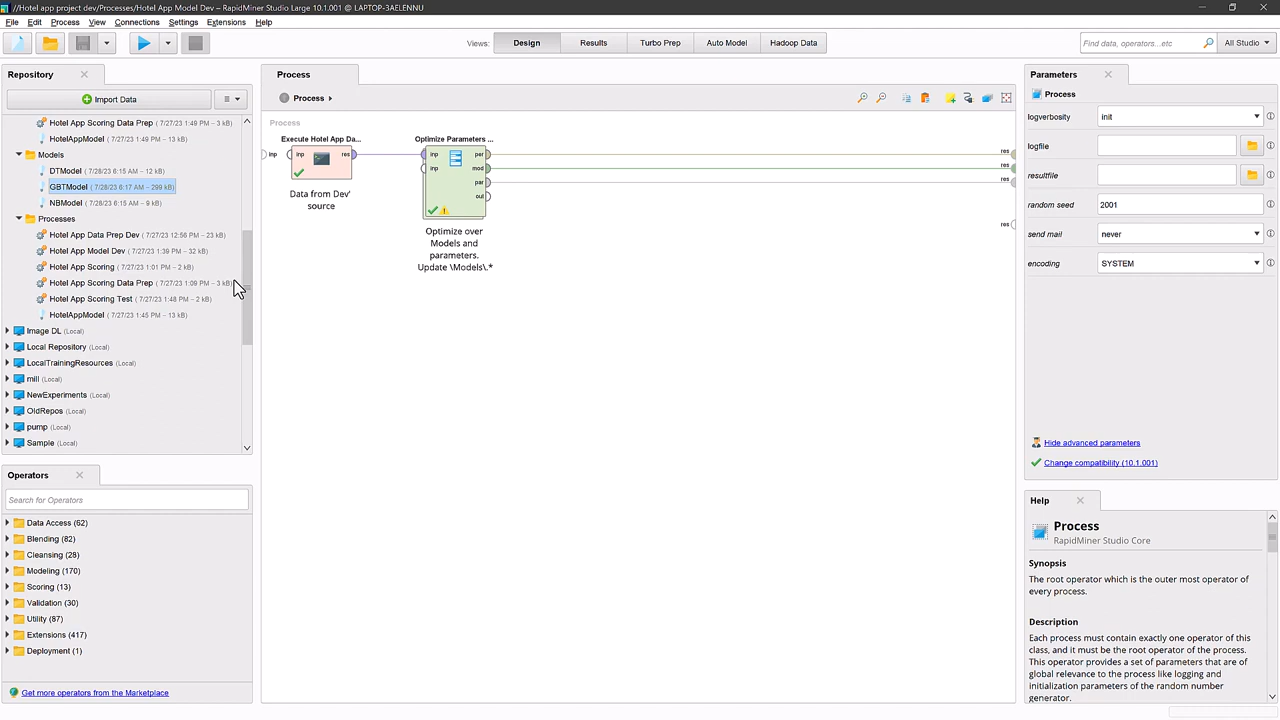 //Hotel app project dev/Processes/Hotel App Model Dev – RapidMiner Studio Large 10.1.001 @ LAPTOP-3AELENNU
File Edit Process View Connections Settings Extensions Help
Views: Design Results Turbo Prep Auto Model Hadoop Data
Find data, operators...etc All Studio
Repository
Import Data
Hotel App Scoring Data Prep (7/27/23 1:49 PM – 3 kB)
HotelAppModel (7/27/23 1:49 PM – 13 kB)
Models
DTModel (7/28/23 6:15 AM – 12 kB)
GBTModel (7/28/23 6:17 AM – 299 kB)
NBModel (7/28/23 6:15 AM – 9 kB)
Processes
Hotel App Data Prep Dev (7/27/23 12:56 PM – 23 kB)
Hotel App Model Dev (7/27/23 1:39 PM – 32 kB)
Hotel App Scoring (7/27/23 1:01 PM – 2 kB)
Hotel App Scoring Data Prep (7/27/23 1:09 PM – 3 kB)
Hotel App Scoring Test (7/27/23 1:48 PM – 2 kB)
HotelAppModel (7/27/23 1:45 PM – 13 kB)
Image DL (Local)
Local Repository (Local)
LocalTrainingResources (Local)
mill (Local)
NewExperiments (Local)
OldRepos (Local)
pump (Local)
Sample (Local)
Operators
Search for Operators
Data Access (62)
Blending (82)
Cleansing (28)
Modeling (170)
Scoring (13)
Validation (30)
Utility (87)
Extensions (417)
Deployment (1)
Get more operators from the Marketplace
Process
Process
Process
Execute Hotel App Da... Optimize Parameters ...
inp inp res inp per res
inp mod res
par res
out
res
Data from Dev'
source
Optimize over
Models and
parameters.
Update \Models\.*
Parameters
Process
logverbosity init
logfile
resultfile
random seed 2001
send mail never
encoding SYSTEM
Hide advanced parameters
Change compatibility (10.1.001)
Help
Process
RapidMiner Studio Core
Synopsis
The root operator which is the outer most operator of
every process.
Description
Each process must contain exactly one operator of this
class, and it must be the root operator of the process.
This operator provides a set of parameters that are of
global relevance to the process like logging and
initialization parameters of the random number
generator.